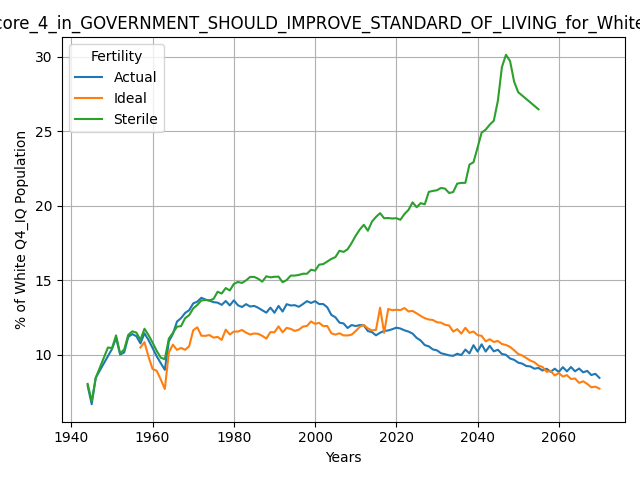 core_4_in_GOVERNMENT_SHOULD_IMPROVE_STANDARD_OF_LIVING_for_White
Fertility
Actual
Ideal
Sterile
% of White Q4_IQ Population
30
25
20
15
10
1940
1960
1980
2000
2020
2040
2060
Years